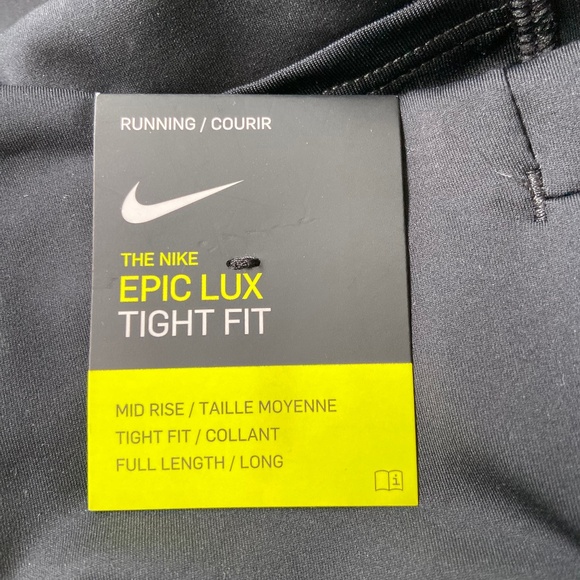 RUNNING / COURIR
THE NIKE
EPIC LUX
TIGHT FIT
MID RISE / TAILLE MOYENNE
TIGHT FIT / COLLANT
FULL LENGTH / LONG
i